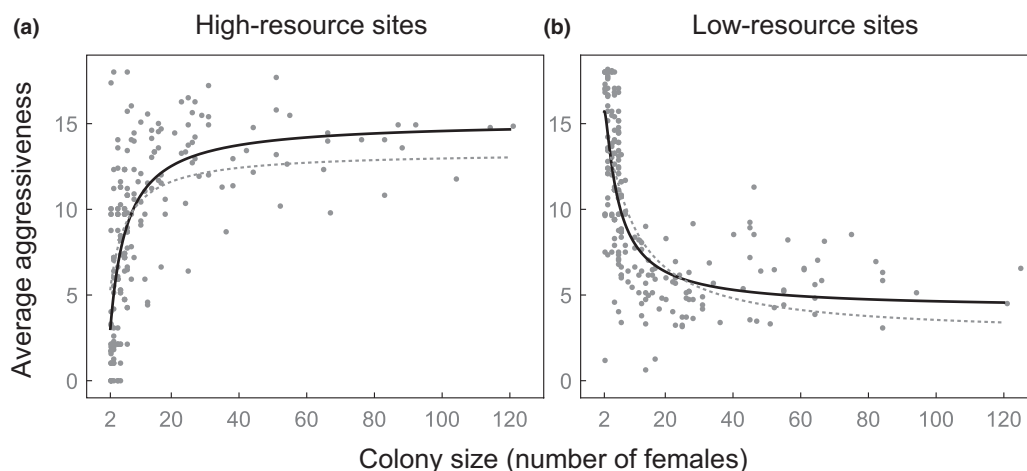 (a) High-resource sites
(b) Low-resource sites
Average aggressiveness
15
10
5
0
2 20 40 60 80 100 120
15
10
5
0
2 20 40 60 80 100 120
Colony size (number of females)